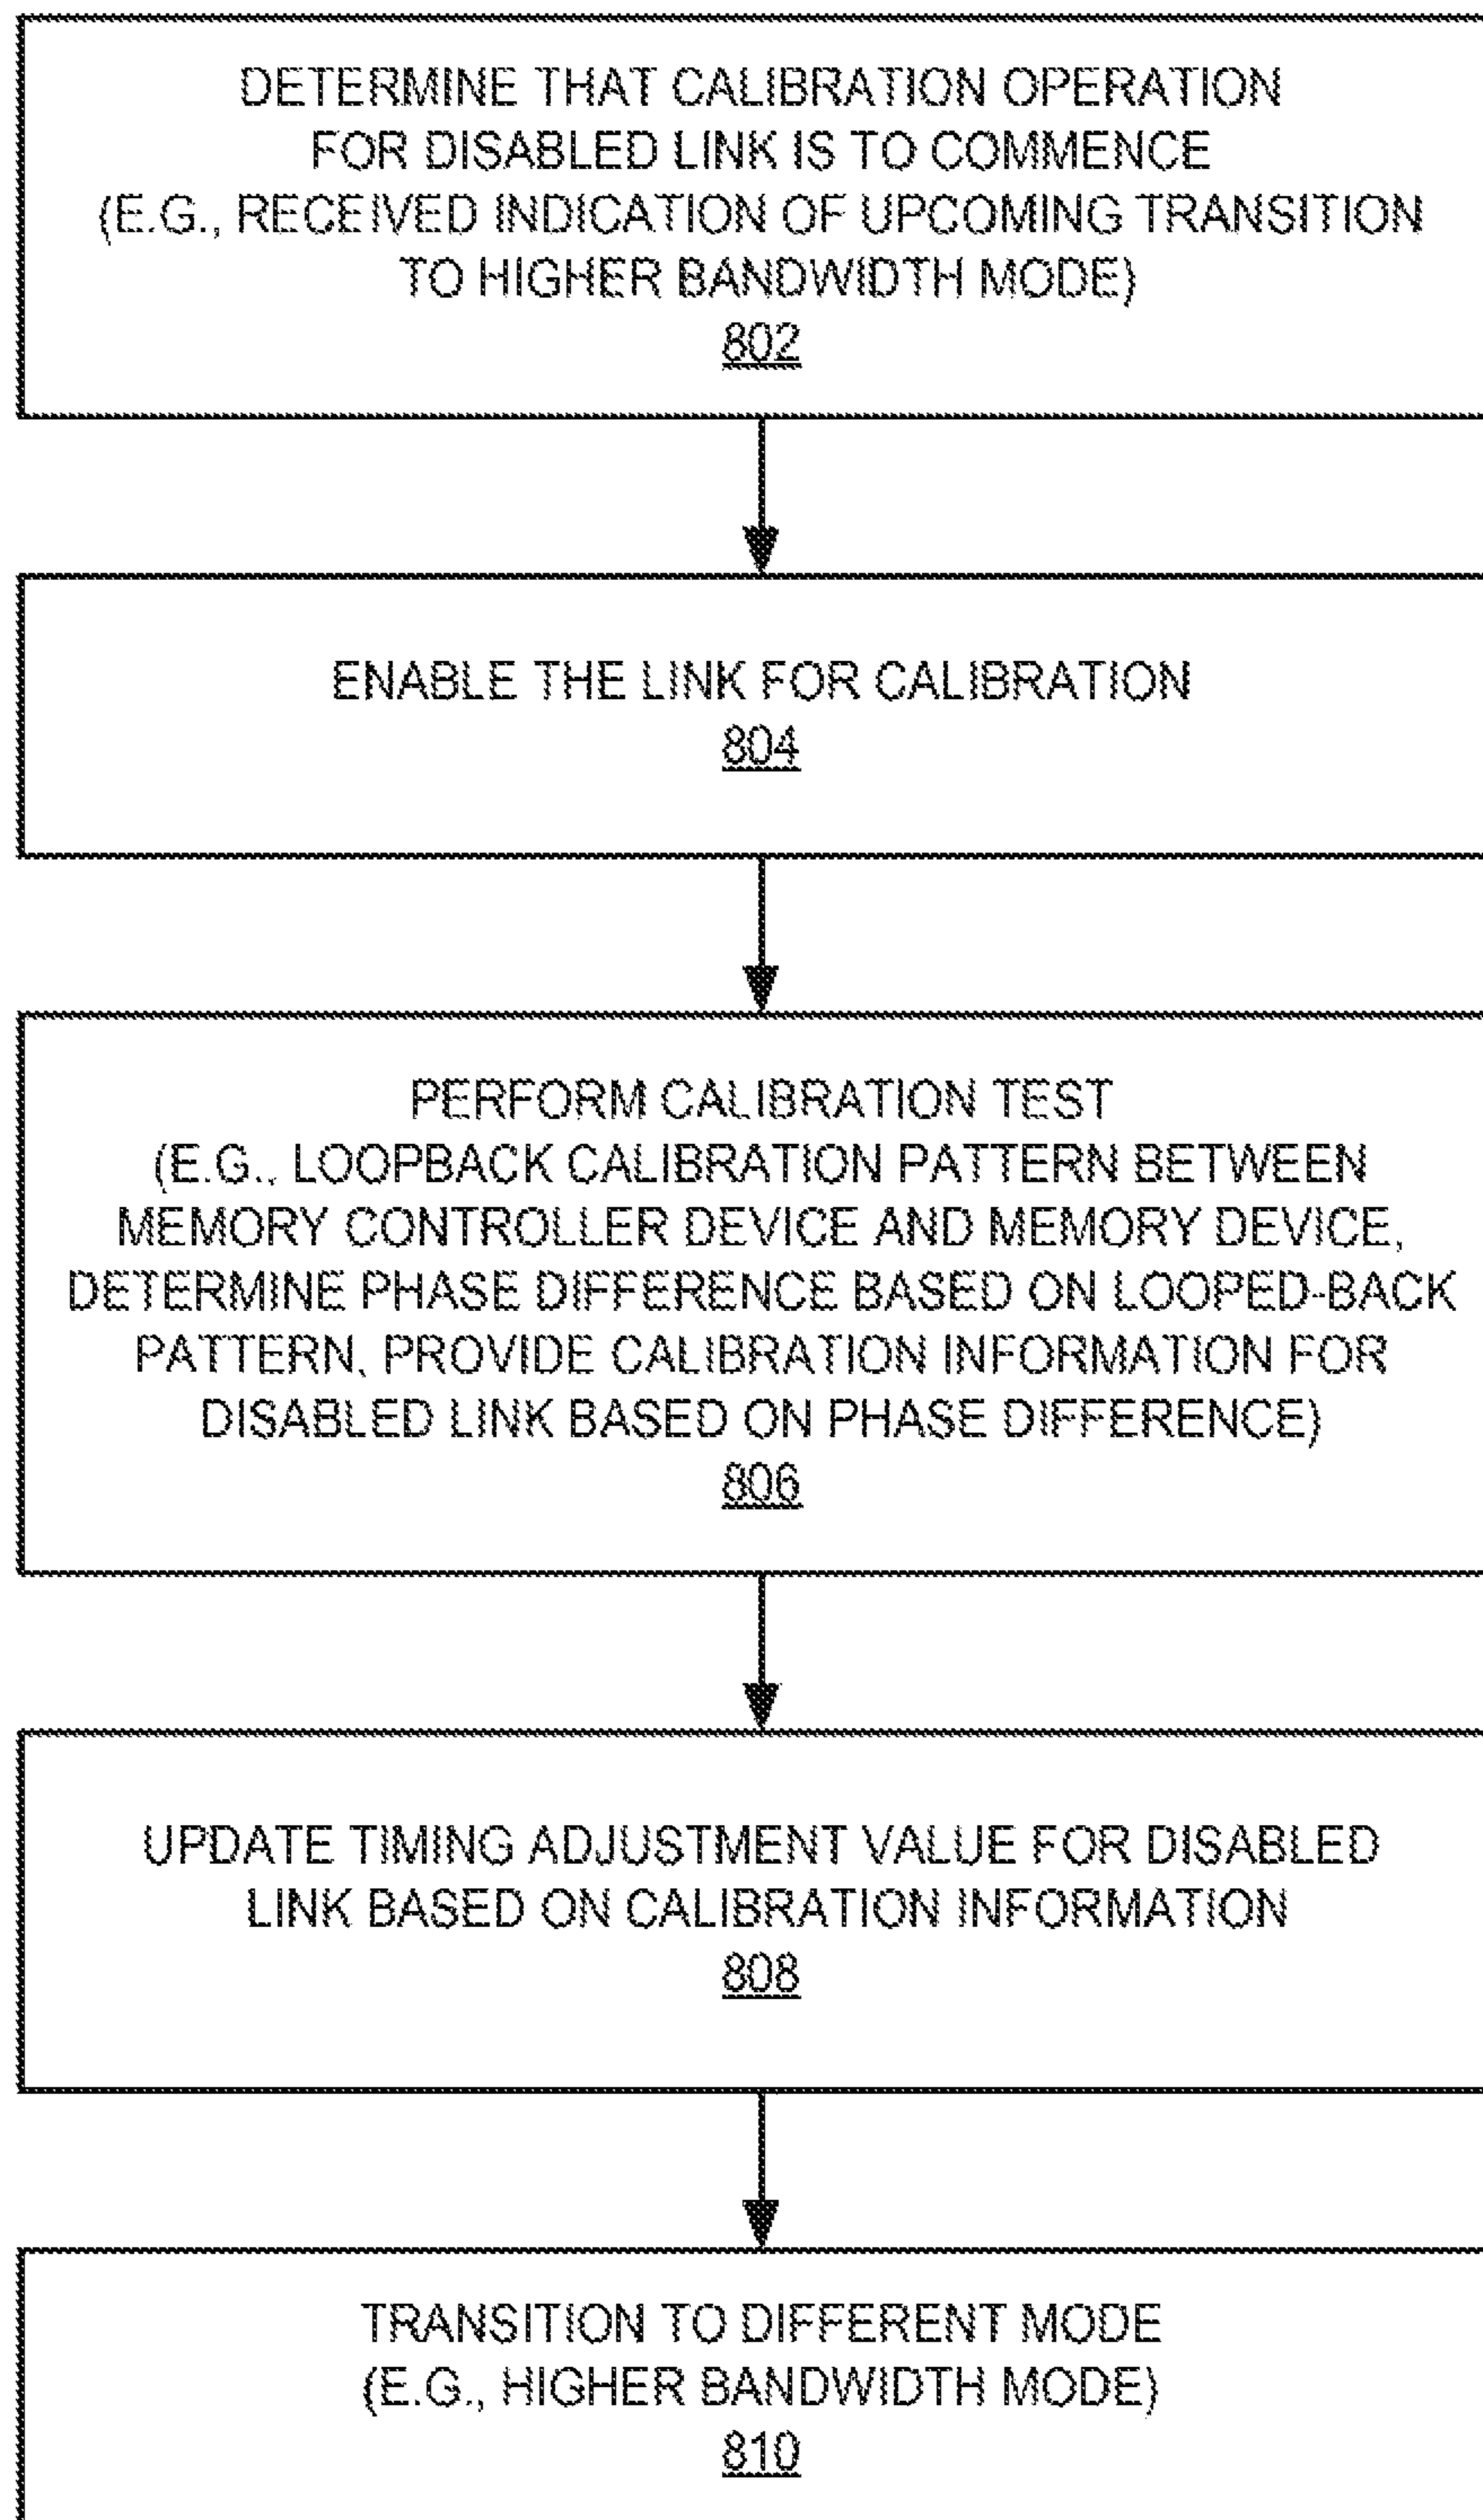 DETERMINE THAT CALIBRATION OPERATION
FOR DISABLED LINK IS TO COMMENCE
(E.G., RECEIVED INDICATION OF UPCOMING TRANSITION
TO HIGHER BANDWIDTH MODE)
802
ENABLE THE LINK FOR CALIBRATION
804
PERFORM CALIBRATION TEST
(E.G., LOOPBACK CALIBRATION PATTERN BETWEEN
MEMORY CONTROLLER DEVICE AND MEMORY DEVICE,
DETERMINE PHASE DIFFERENCE BASED ON LOOPED-BACK
PATTERN, PROVIDE CALIBRATION INFORMATION FOR
DISABLED LINK BASED ON PHASE DIFFERENCE)
806
UPDATE TIMING ADJUSTMENT VALUE FOR DISABLED
LINK BASED ON CALIBRATION INFORMATION
808
TRANSITION TO DIFFERENT MODE
(E.G., HIGHER BANDWIDTH MODE)
810